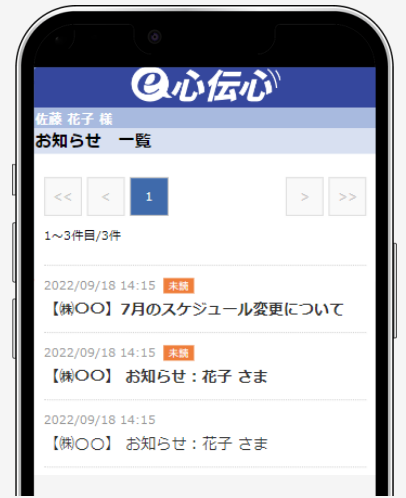 e心伝心
佐藤 花子 様
お知らせ 一覧
<< < 1 > >>
1~3件目/3件
2022/09/18 14:15 未読
【㈱〇〇】7月のスケジュール変更について
2022/09/18 14:15 未読
【㈱〇〇】 お知らせ：花子 さま
2022/09/18 14:15
【㈱〇〇】 お知らせ：花子 さま